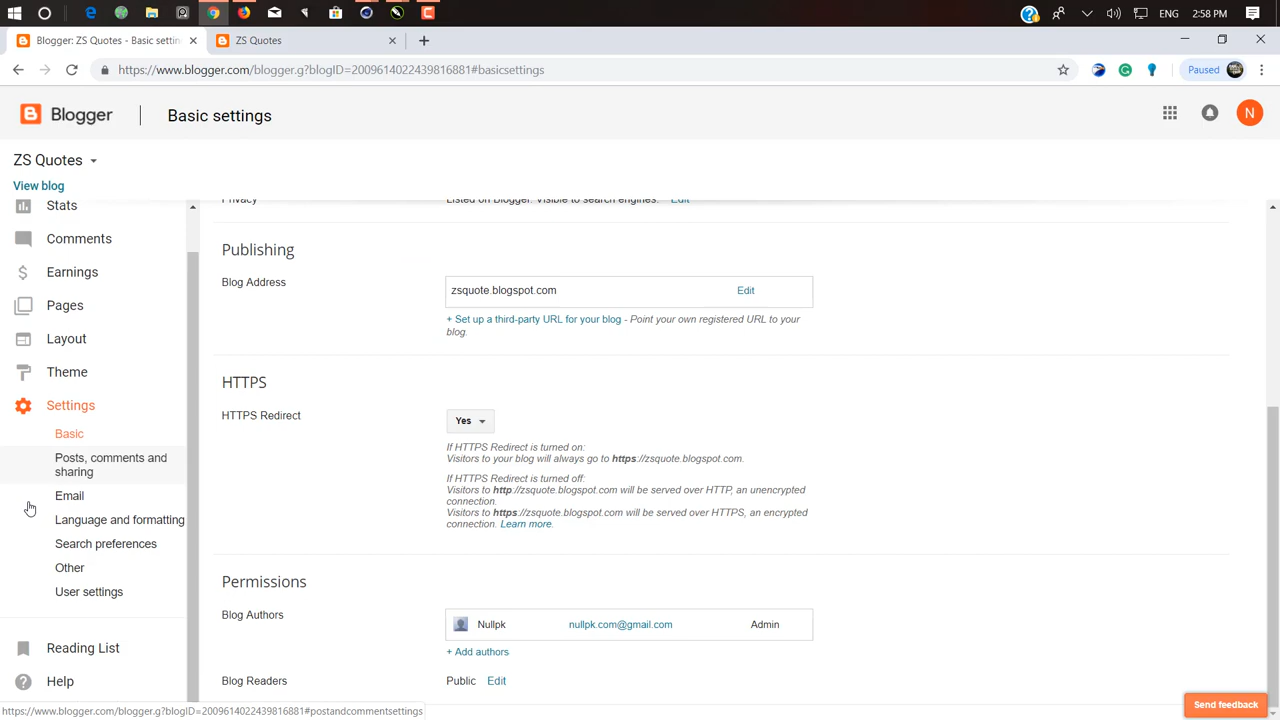 ENG 2:58 PM
Blogger: ZS Quotes - Basic settin
ZS Quotes
https://www.blogger.com/blogger.g?blogID=2009614022439816881#basicsettings
Paused
Blogger
Basic settings
N
ZS Quotes
View blog
Stats
Comments
Earnings
Pages
Layout
Theme
Settings
Basic
Posts, comments and
sharing
Email
Language and formatting
Search preferences
Other
User settings
Reading List
Help
Privacy
Listed on Blogger. Visible to search engines. Edit
Publishing
Blog Address
zsquote.blogspot.com Edit
+ Set up a third-party URL for your blog - Point your own registered URL to your
blog.
HTTPS
HTTPS Redirect
Yes
If HTTPS Redirect is turned on:
Visitors to your blog will always go to https://zsquote.blogspot.com.
If HTTPS Redirect is turned off:
Visitors to http://zsquote.blogspot.com will be served over HTTP, an unencrypted
connection.
Visitors to https://zsquote.blogspot.com will be served over HTTPS, an encrypted
connection. Learn more.
Permissions
Blog Authors
Nullpk nullpk.com@gmail.com Admin
+ Add authors
Blog Readers
Public Edit
Send feedback
https://www.blogger.com/blogger.g?blogID=2009614022439816881#postandcommentsettings